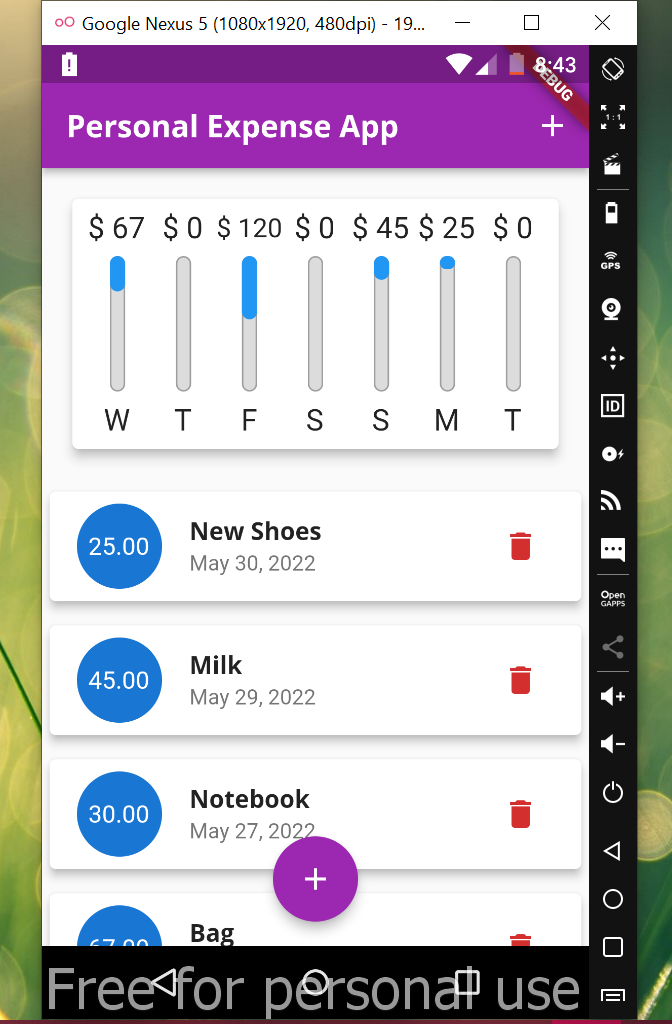 Google Nexus 5 (1080x1920, 480dpi) - 19...
8:43
DEBUG
Personal Expense App
$ 67 $ 0 $ 120 $ 0 $ 45 $ 25 $ 0
W T F S S M T
25.00
New Shoes
May 30, 2022
45.00
Milk
May 29, 2022
30.00
Notebook
May 27, 2022
67.00
Bag
Free for personal use
1:1
GPS
ID
Open
GAPPS